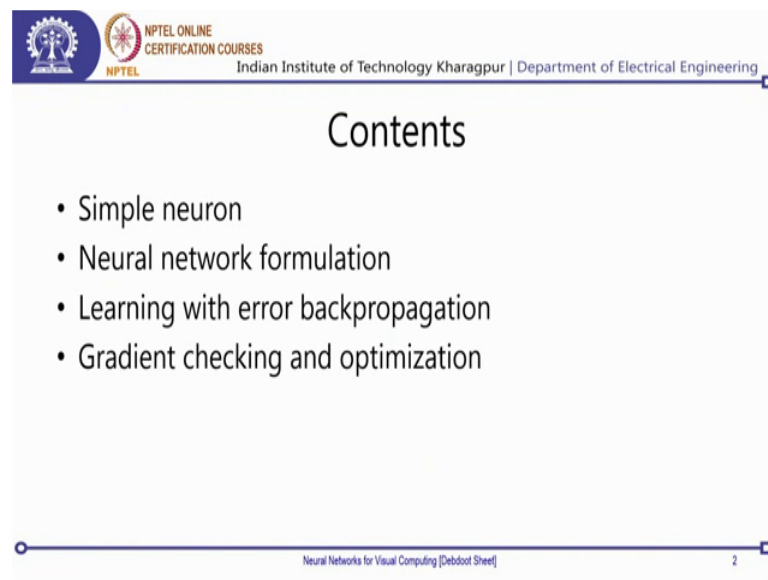 NPTEL ONLINE
CERTIFICATION COURSES
NPTEL
Indian Institute of Technology Kharagpur | Department of Electrical Engineering
Contents
• Simple neuron
• Neural network formulation
• Learning with error backpropagation
• Gradient checking and optimization
Neural Networks for Visual Computing [Debdoot Sheet]
2